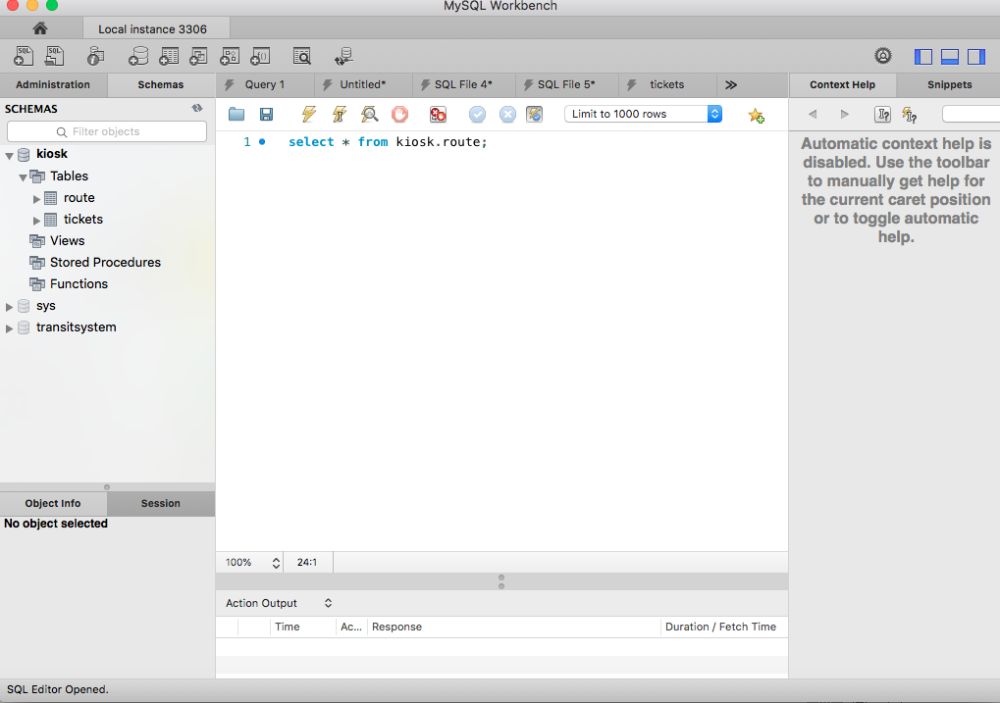 MySQL Workbench
Local instance 3306
Administration
Schemas
Query 1
Untitled*
SQL File 4*
SQL File 5*
tickets
Context Help
Snippets
SCHEMAS
Filter objects
Limit to 1000 rows
kiosk
Tables
route
tickets
Views
Stored Procedures
Functions
sys
transitsystem
1
select * from kiosk.route;
Automatic context help is
disabled. Use the toolbar
to manually get help for
the current caret position
or to toggle automatic
help.
Object Info
Session
No object selected
100%
24:1
Action Output
Time
Ac...
Response
Duration / Fetch Time
SQL Editor Opened.